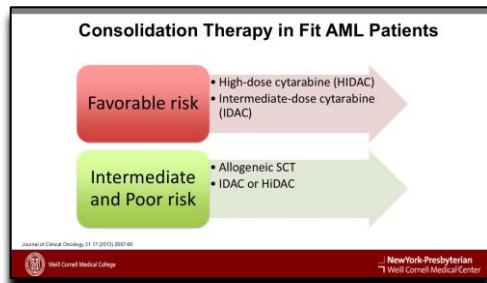 Consolidation Therapy in Fit AML Patients
Favorable risk
• High-dose cytarabine (HIDAC)
• Intermediate-dose cytarabine
(IDAC)
Intermediate
and Poor risk
• Allogeneic SCT
• IDAC or HiDAC
Journal of Clinical Oncology 31.17 (2013) 2067-69
Weill Cornell Medical College
NewYork-Presbyterian
Weill Cornell Medical Center